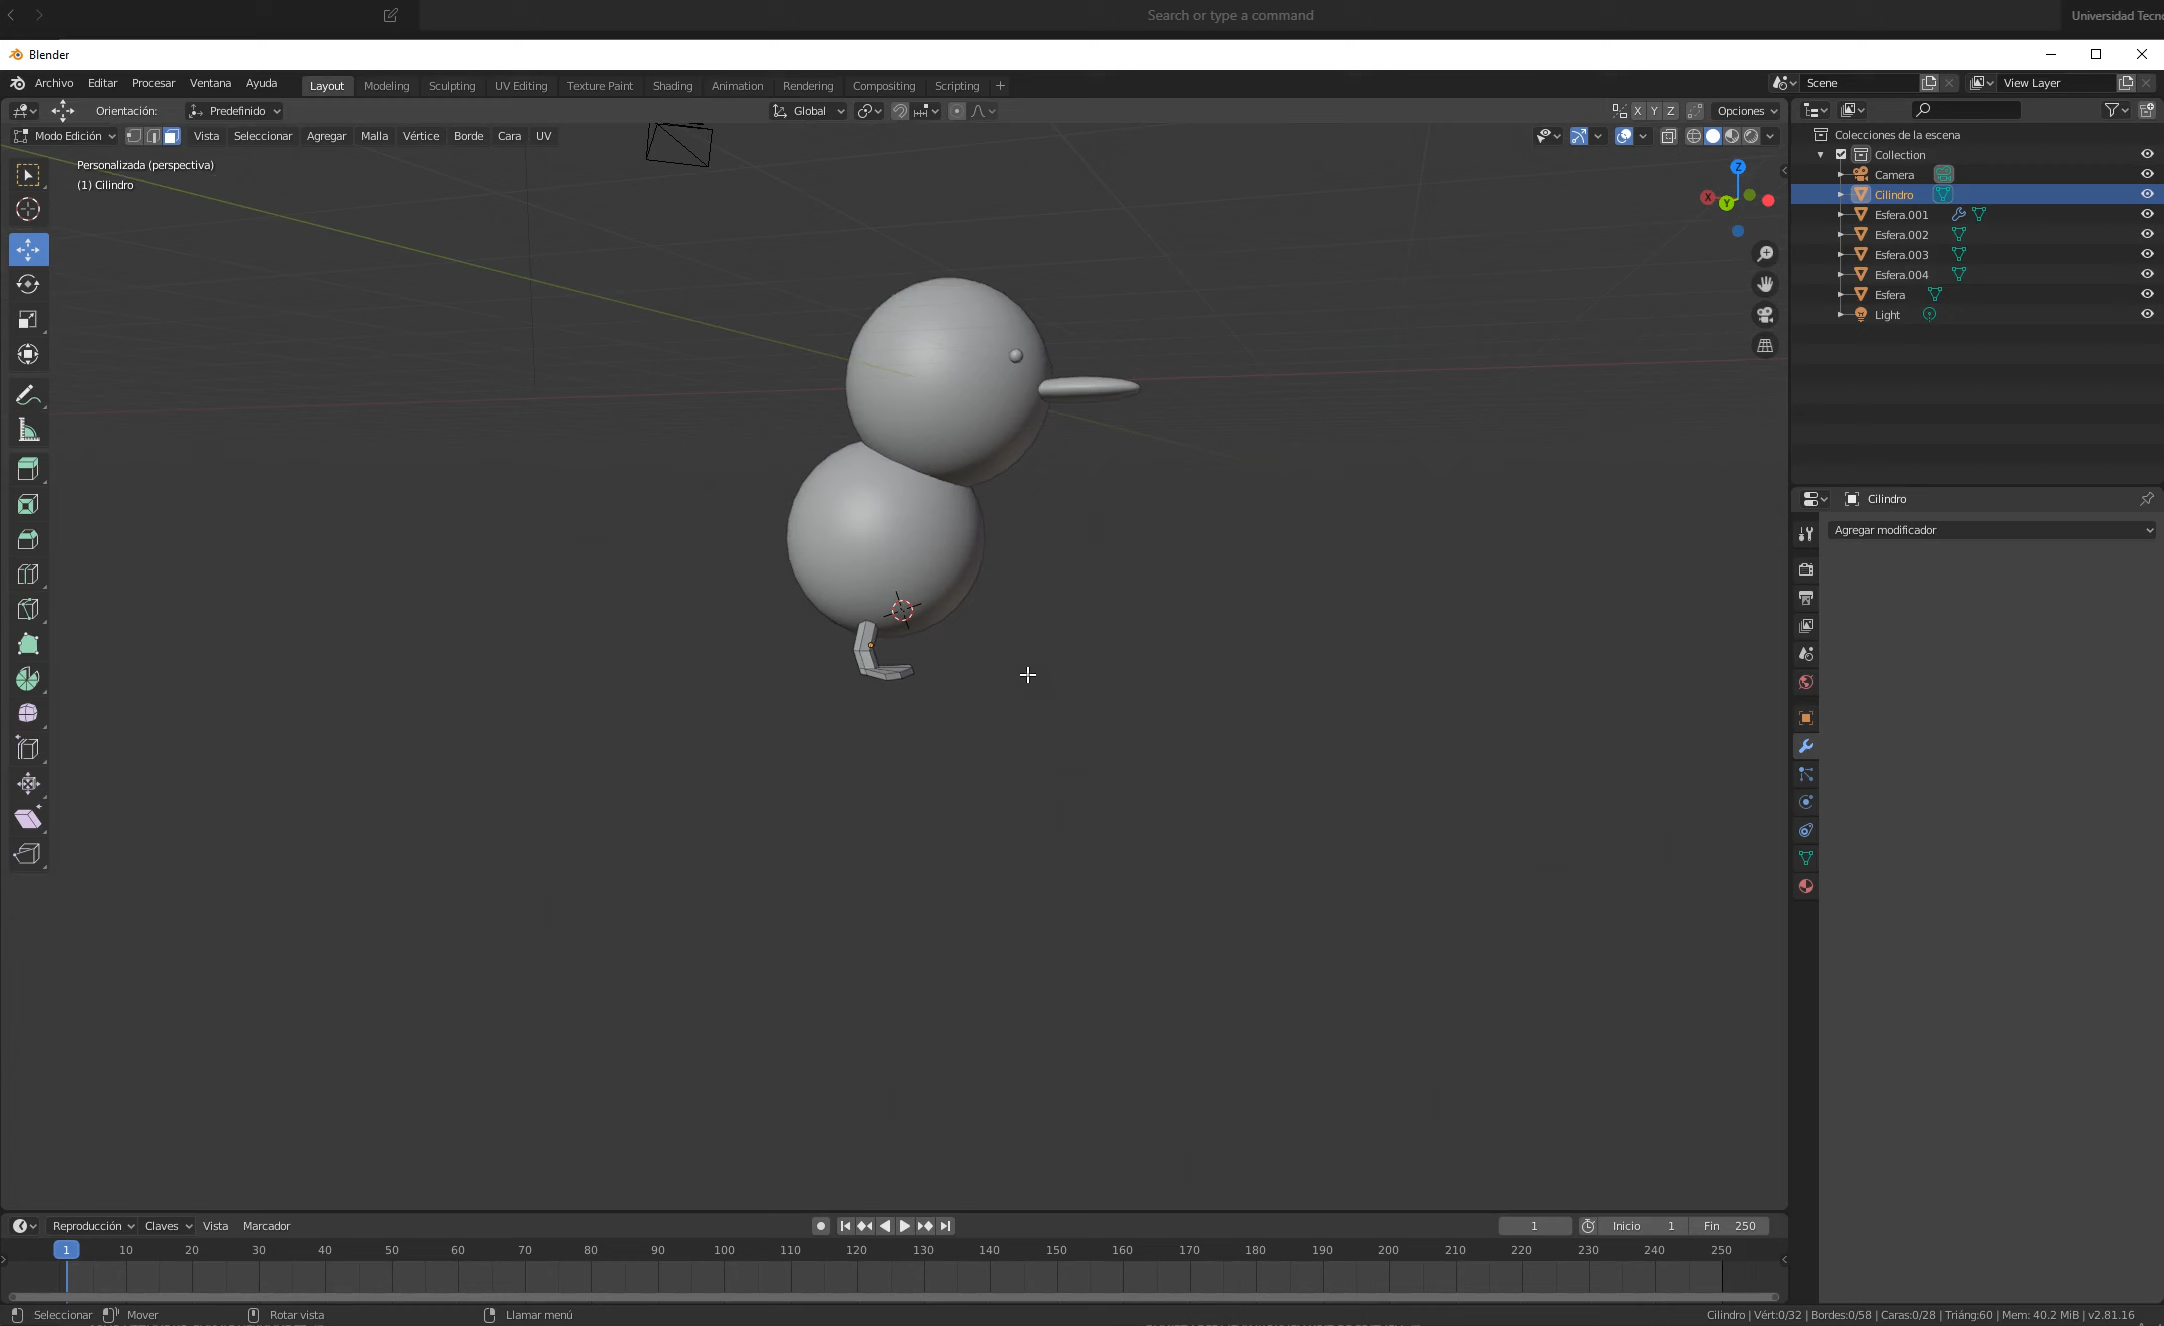 Search or type a command
Universidad Tecno
Blender
Archivo Editar Procesar Ventana Ayuda Layout Modeling Sculpting UV Editing Texture Paint Shading Animation Rendering Compositing Scripting + Scene View Layer
Orientación: Predefinido Global X Y Z Opciones
Modo Edición Vista Seleccionar Agregar Malla Vértice Borde Cara UV
Personalizada (perspectiva)
(1) Cilindro
Z
X
Y
Colecciones de la escena
Collection
Camera
Cilindro
Esfera.001
Esfera.002
Esfera.003
Esfera.004
Esfera
Light
Cilindro
Agregar modificador
Reproducción Claves Vista Marcador 1 Inicio 1 Fin 250
1 10 20 30 40 50 60 70 80 90 100 110 120 130 140 150 160 170 180 190 200 210 220 230 240 250
Seleccionar Mover Rotar vista Llamar menú Cilindro | Vért:0/32 | Bordes:0/58 | Caras:0/28 | Triáng:60 | Mem: 40.2 MiB | v2.81.16